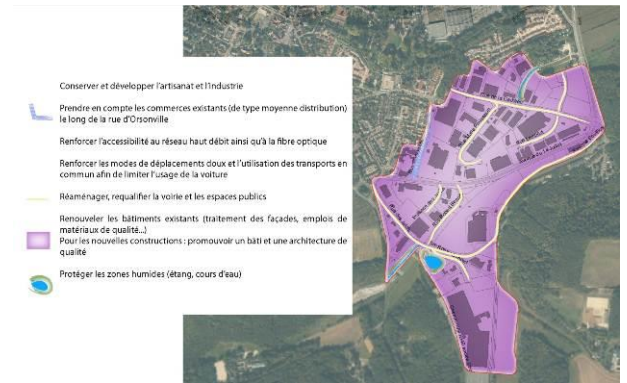 Conserver et développer l'artisanat et l'Industrie
Prendre en compte les commerces existants (de type moyenne distribution)
le long de la rue d'Orsonville
Renforcer l'accessibilité au réseau haut débit ainsi qu'à la fibre optique
Renforcer les modes de déplacements doux et l'utilisation des transports en
commun afin de limiter l'usage de la voiture
Réaménager, requalifier la voirie et les espaces publics
Renouveler les bâtiments existants (traitement des façades, emplois de
matériaux de qualité...)
Pour les nouvelles constructions : promouvoir un bâti et une architecture de
qualité
Protéger les zones humides (étang, cours d'eau)